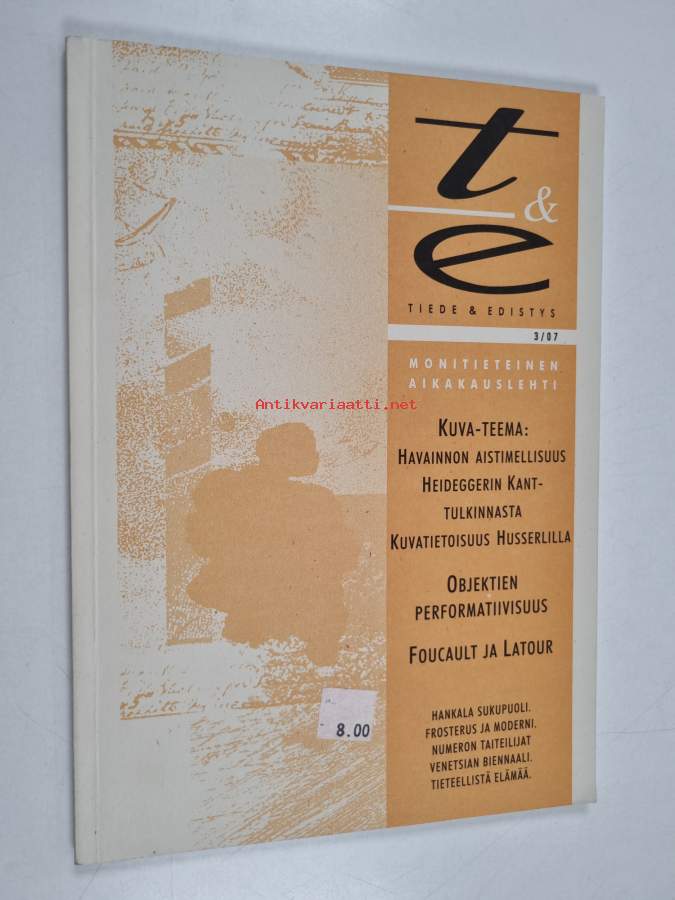 t
&
e
TIEDE & EDISTYS
3/07
MONITIETEINEN
AIKAKAUSLEHTI
Antikvariaatti.net
KUVA-TEEMA:
HAVAINNON AISTIMELLISUUS
HEIDEGGERIN KANT-
TULKINNASTA
KUVATIETOISUUS HUSSERLILLA
OBJEKTIEN
PERFORMATIIVISUUS
FOUCAULT JA LATOUR
HANKALA SUKUPUOLI.
FROSTERUS JA MODERNI.
NUMERON TAITEILIJAT
VENETSIAN BIENNAALI.
TIETEELLISTÄ ELÄMÄÄ.
8.00